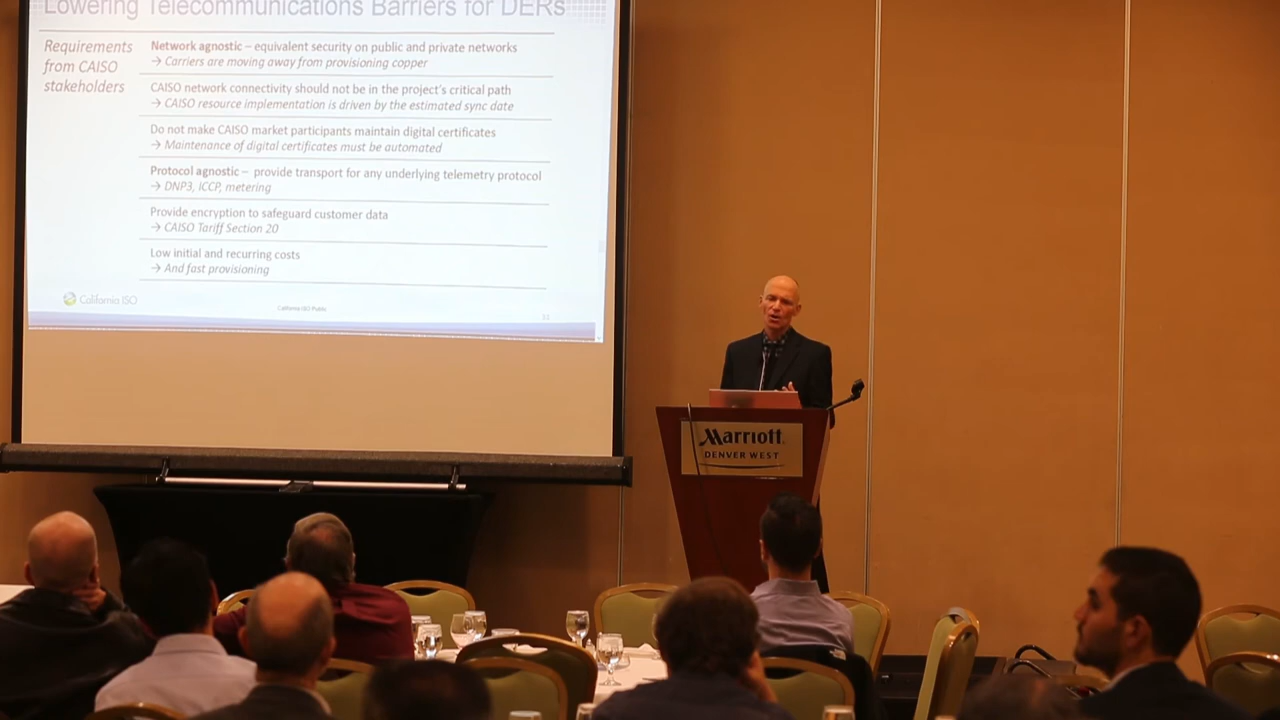 Lowering Telecommunications Barriers for DERs
Requirements
from CAISO
stakeholders
Network agnostic – equivalent security on public and private networks
→ Carriers are moving away from provisioning copper
CAISO network connectivity should not be in the project's critical path
→ CAISO resource implementation is driven by the estimated sync date
Do not make CAISO market participants maintain digital certificates
→ Maintenance of digital certificates must be automated
Protocol agnostic – provide transport for any underlying telemetry protocol
→ DNP3, ICCP, metering
Provide encryption to safeguard customer data
→ CAISO Tariff Section 20
Low initial and recurring costs
→ And fast provisioning
California ISO
California ISO Public
Marriott
DENVER WEST